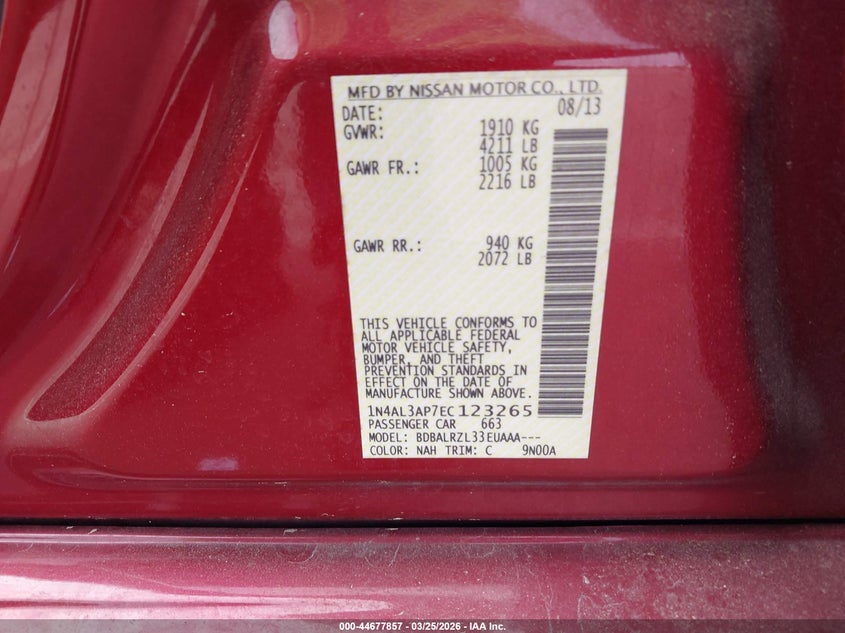 MFD BY NISSAN MOTOR CO., LTD.
DATE: 08/13
GVWR: 1910 KG
4211 LB
GAWR FR.: 1005 KG
2216 LB
GAWR RR.: 940 KG
2072 LB
THIS VEHICLE CONFORMS TO
ALL APPLICABLE FEDERAL
MOTOR VEHICLE SAFETY,
BUMPER, AND THEFT
PREVENTION STANDARDS IN
EFFECT ON THE DATE OF
MANUFACTURE SHOWN ABOVE.
1N4AL3AP7EC123265
PASSENGER CAR 663
MODEL: BDBALRZL33EUAAA---
COLOR: NAH TRIM: C 9N00A
000-44677857 - 03/25/2026 - IAA Inc.